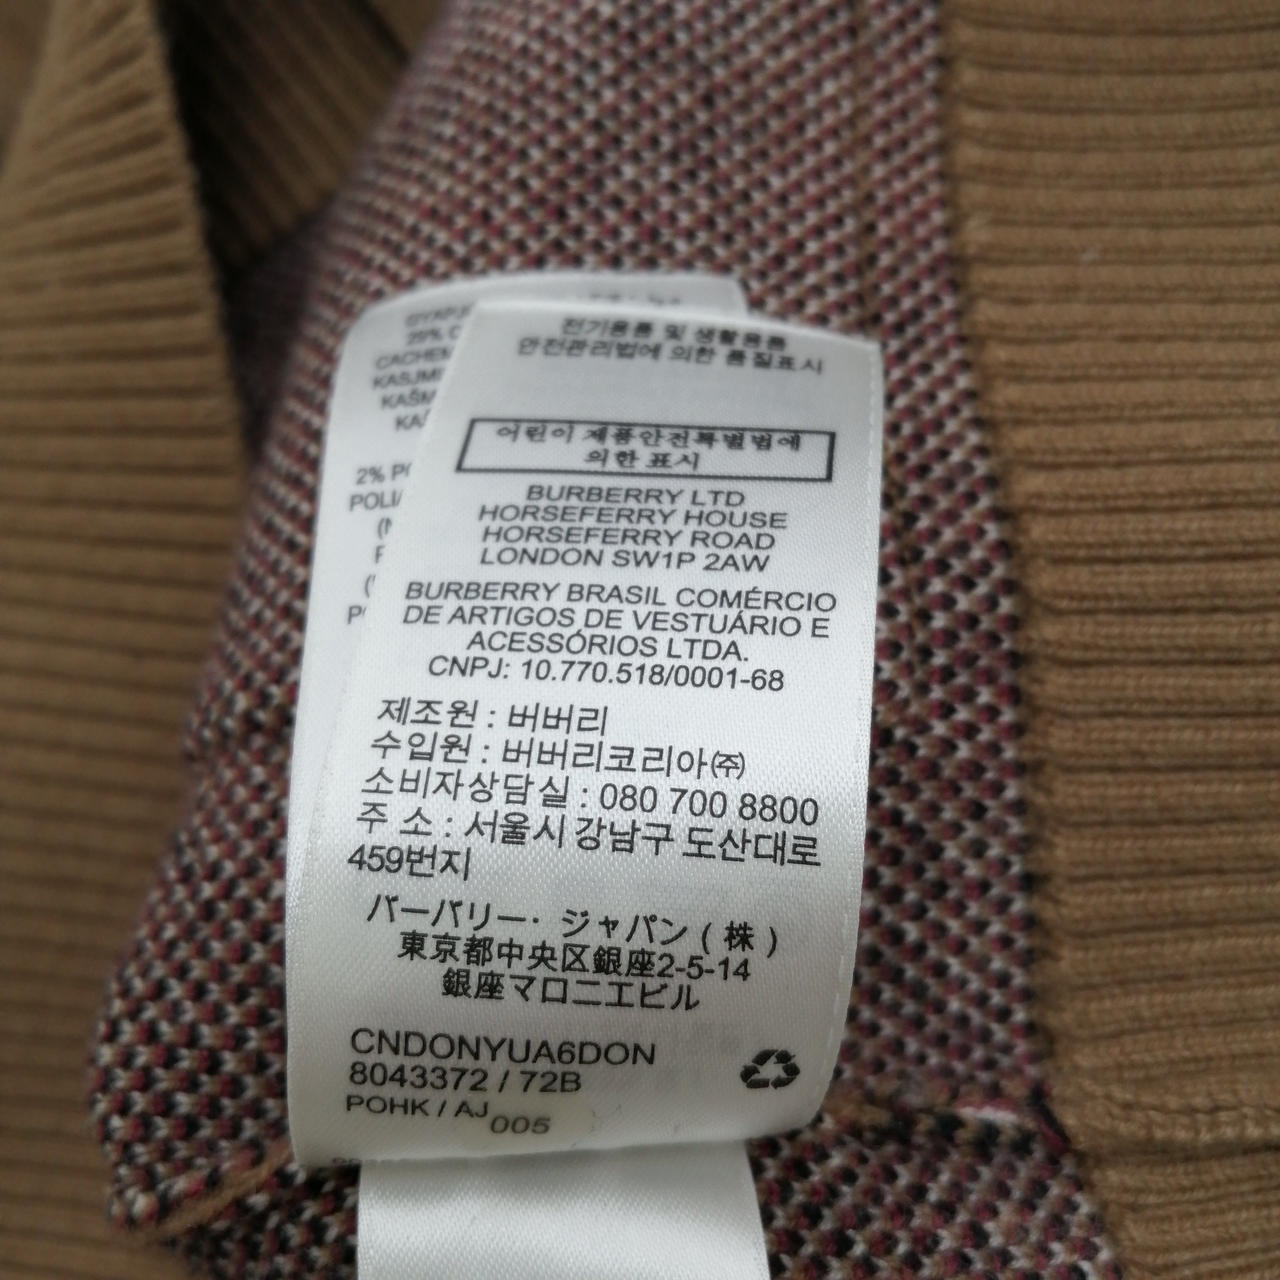 전기용품 및 생활용품
안전관리법에 의한 품질표시
어린이 제품안전특별법에
의한 표시
BURBERRY LTD
HORSEFERRY HOUSE
HORSEFERRY ROAD
LONDON SW1P 2AW
BURBERRY BRASIL COMÉRCIO
DE ARTIGOS DE VESTUÁRIO E
ACESSÓRIOS LTDA.
CNPJ: 10.770.518/0001-68
제조원 : 버버리
수입원 : 버버리코리아㈜
소비자상담실 : 080 700 8800
주 소 : 서울시 강남구 도산대로
459번지
バーバリー・ジャパン ( 株 )
東京都中央区銀座2-5-14
銀座マロニエビル
CNDONYUA6DON
8043372 / 72B
POHK / AJ
005
CACHEM
KASJMI
KAŠM
2% PO
POLIA